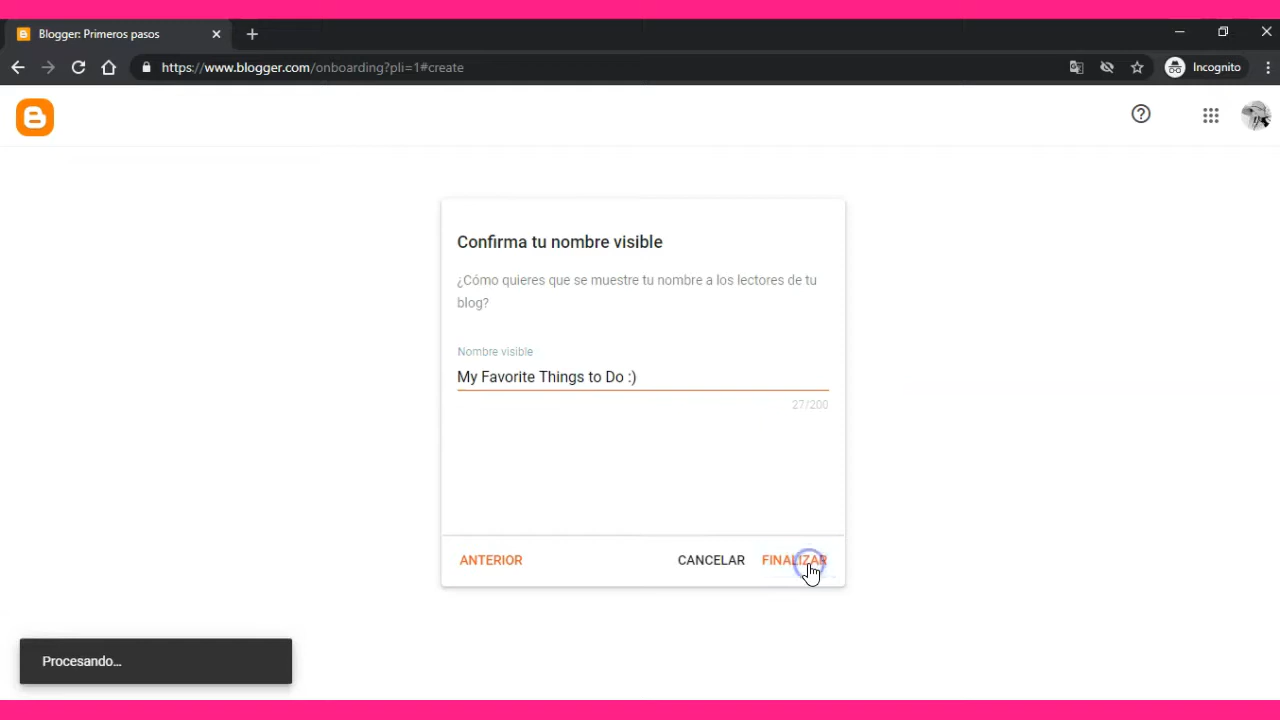 Blogger: Primeros pasos
https://www.blogger.com/onboarding?pli=1#create
Incognito
Confirma tu nombre visible
¿Cómo quieres que se muestre tu nombre a los lectores de tu
blog?
Nombre visible
My Favorite Things to Do :)
27/200
ANTERIOR
CANCELAR
FINALIZAR
Procesando...